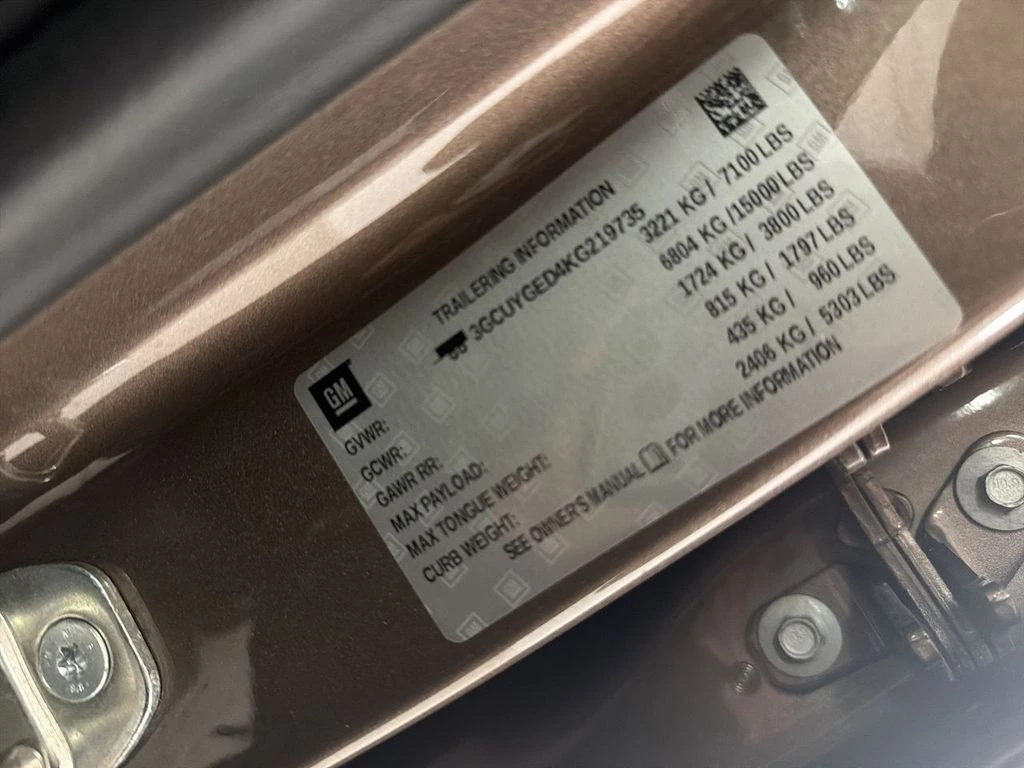 GM
TRAILERING INFORMATION
3GCUYGED4KG219735
GVWR: 3221 KG / 7100 LBS
GCWR: 6804 KG / 15000 LBS
GAWR RR: 1724 KG / 3800 LBS
MAX PAYLOAD: 815 KG / 1797 LBS
MAX TONGUE WEIGHT: 435 KG / 960 LBS
CURB WEIGHT: 2406 KG / 5303 LBS
SEE OWNER'S MANUAL FOR MORE INFORMATION